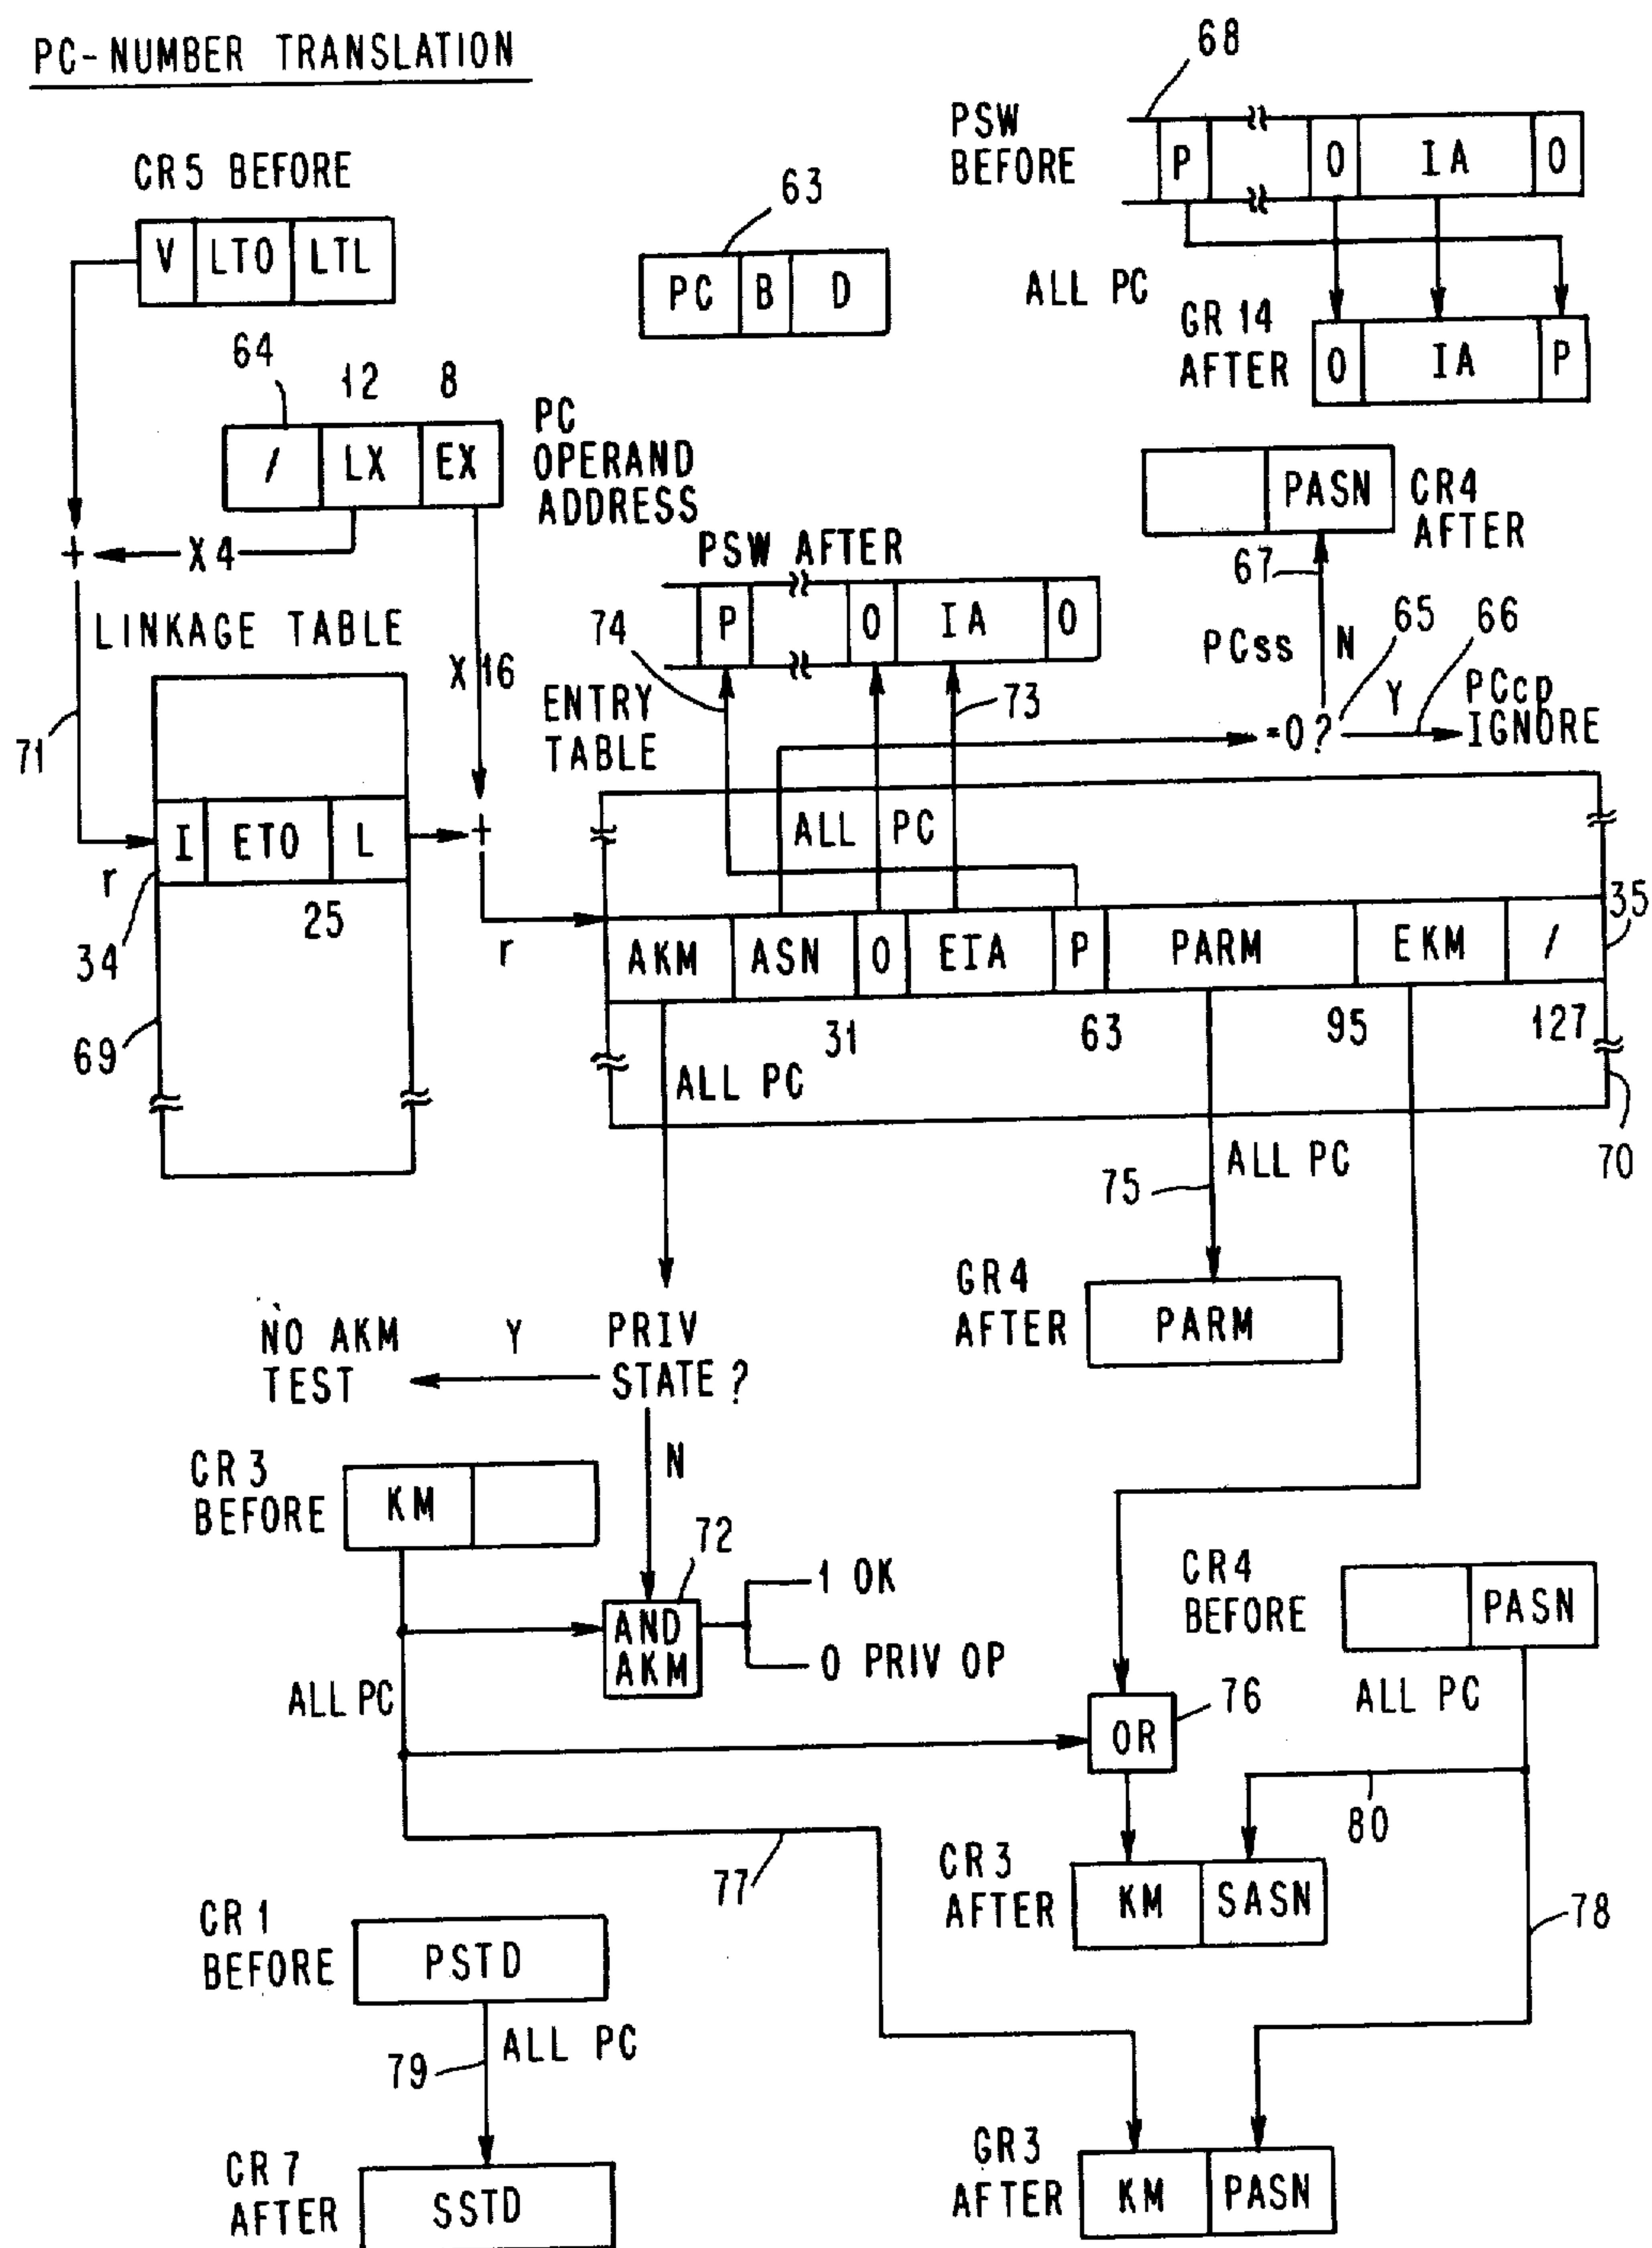 PC-NUMBER TRANSLATION
68
PSW
BEFORE
P
0
IA
0
CR5 BEFORE
V
LTO
LTL
63
PC
B
D
ALL PC
GR 14
AFTER
0
IA
P
64
12
8
/
LX
EX
PC
OPERAND
ADDRESS
PASN
CR4
AFTER
+
X4
PSW AFTER
67
LINKAGE TABLE
74
P
0
IA
0
PCss
N
65
66
X 16
71
ENTRY
TABLE
73
=0?
Y
PCcp
IGNORE
I
ETO
L
+
ALL PC
r
25
34
r
AKM
ASN
0
EIA
P
PARM
EKM
/
35
69
31
63
95
127
ALL PC
70
75
ALL PC
GR4
AFTER
PARM
NO AKM
TEST
Y
PRIV
STATE ?
N
CR3
BEFORE
KM
72
1 OK
AND
AKM
0 PRIV OP
CR4
BEFORE
PASN
ALL PC
ALL PC
76
OR
80
77
CR3
AFTER
KM
SASN
78
CR1
BEFORE
PSTD
ALL PC
79
GR3
AFTER
KM
PASN
CR7
AFTER
SSTD